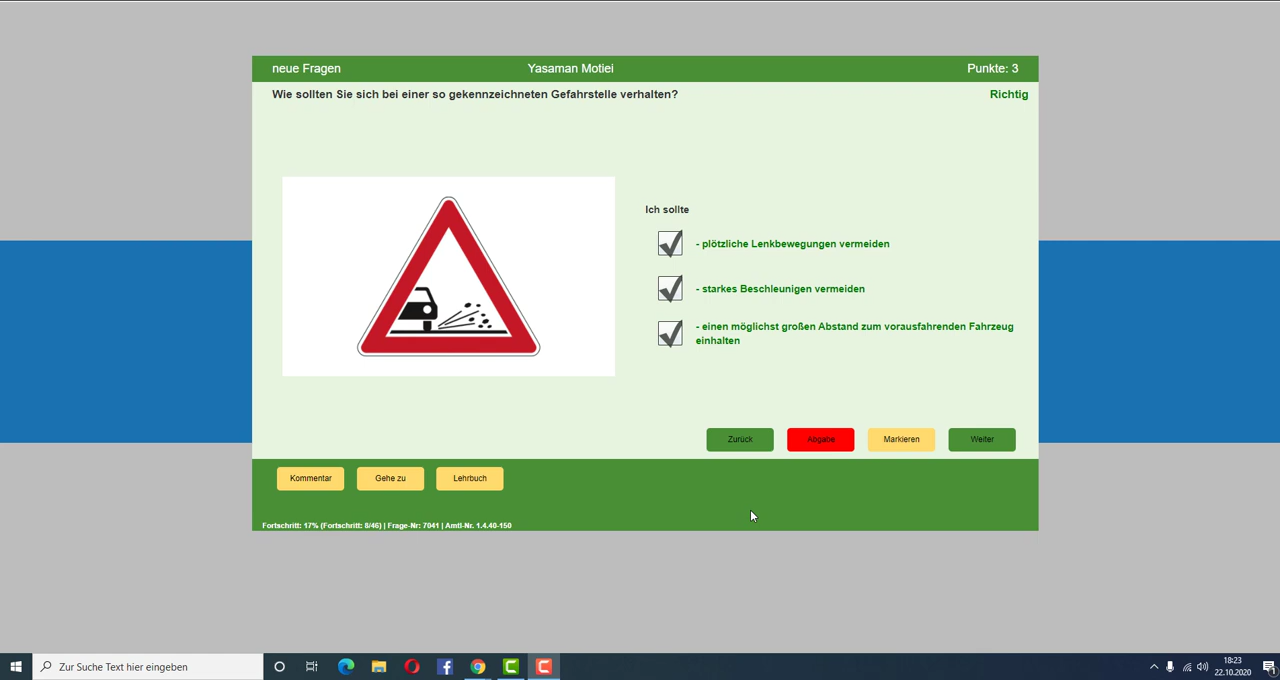 neue Fragen
Yasaman Motiei
Punkte: 3
Wie sollten Sie sich bei einer so gekennzeichneten Gefahrstelle verhalten?
Richtig
Ich sollte
- plötzliche Lenkbewegungen vermeiden
- starkes Beschleunigen vermeiden
- einen möglichst großen Abstand zum vorausfahrenden Fahrzeug
einhalten
Zurück
Abgabe
Markieren
Weiter
Kommentar
Gehe zu
Lehrbuch
Fortschritt: 17% (Fortschritt: 8/46) | Frage-Nr: 7041 | Amtl-Nr. 1.4.40-150
Zur Suche Text hier eingeben
18:23
22.10.2020
1